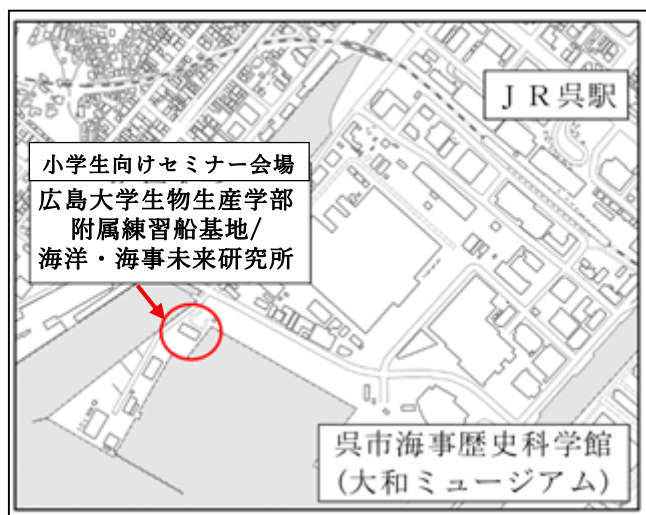 JR呉駅
小学生向けセミナー会場
広島大学生物生産学部
附属練習船基地/
海洋・海事未来研究所
呉市海事歴史科学館
(大和ミュージアム)